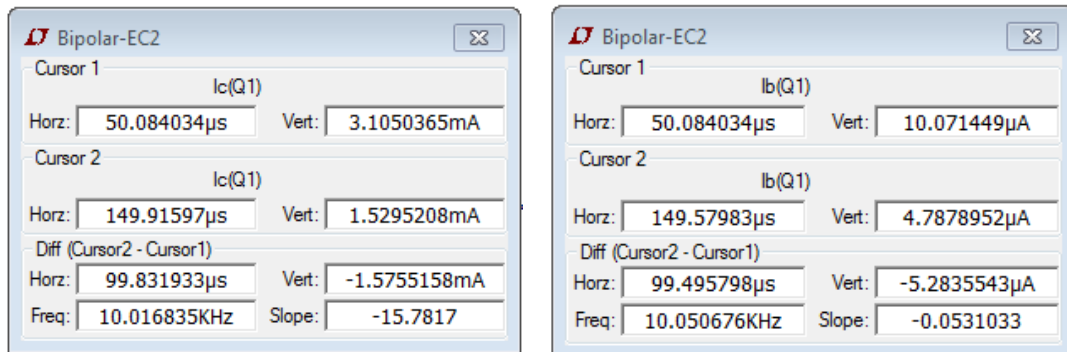 Bipolar-EC2
Cursor 1
Ic(Q1)
Horz: 50.084034µs Vert: 3.1050365mA
Cursor 2
Ic(Q1)
Horz: 149.91597µs Vert: 1.5295208mA
Diff (Cursor2 - Cursor1)
Horz: 99.831933µs Vert: -1.5755158mA
Freq: 10.016835KHz Slope: -15.7817
Bipolar-EC2
Cursor 1
Ib(Q1)
Horz: 50.084034µs Vert: 10.071449µA
Cursor 2
Ib(Q1)
Horz: 149.57983µs Vert: 4.7878952µA
Diff (Cursor2 - Cursor1)
Horz: 99.495798µs Vert: -5.2835543µA
Freq: 10.050676KHz Slope: -0.0531033